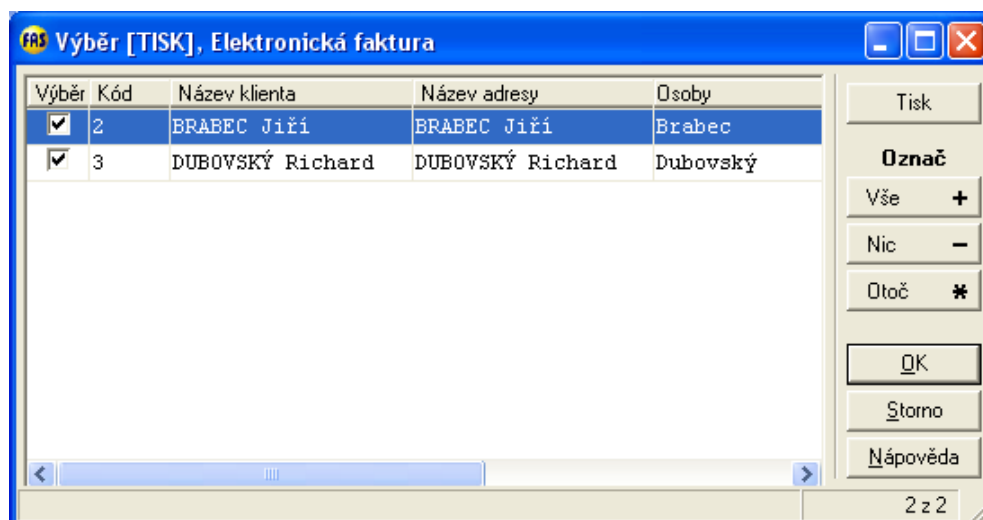 FAS Výběr [TISK], Elektronická faktura
Výběr Kód Název klienta Název adresy Osoby
2 BRABEC Jiří BRABEC Jiří Brabec
3 DUBOVSKÝ Richard DUBOVSKÝ Richard Dubovský
Tisk
Označ
Vše +
Nic −
Otoč *
OK
Storno
Nápověda
2 z 2